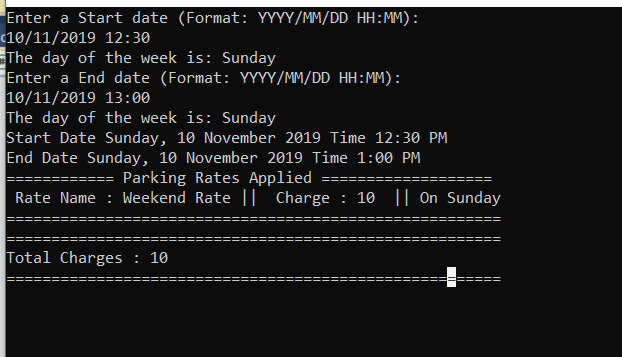 Enter a Start date (Format: YYYY/MM/DD HH:MM):
10/11/2019 12:30
The day of the week is: Sunday
Enter a End date (Format: YYYY/MM/DD HH:MM):
10/11/2019 13:00
The day of the week is: Sunday
Start Date Sunday, 10 November 2019 Time 12:30 PM
End Date Sunday, 10 November 2019 Time 1:00 PM
============ Parking Rates Applied ===================
 Rate Name : Weekend Rate ||  Charge : 10  || On Sunday
=======================================================
=======================================================
Total Charges : 10
=======================================================